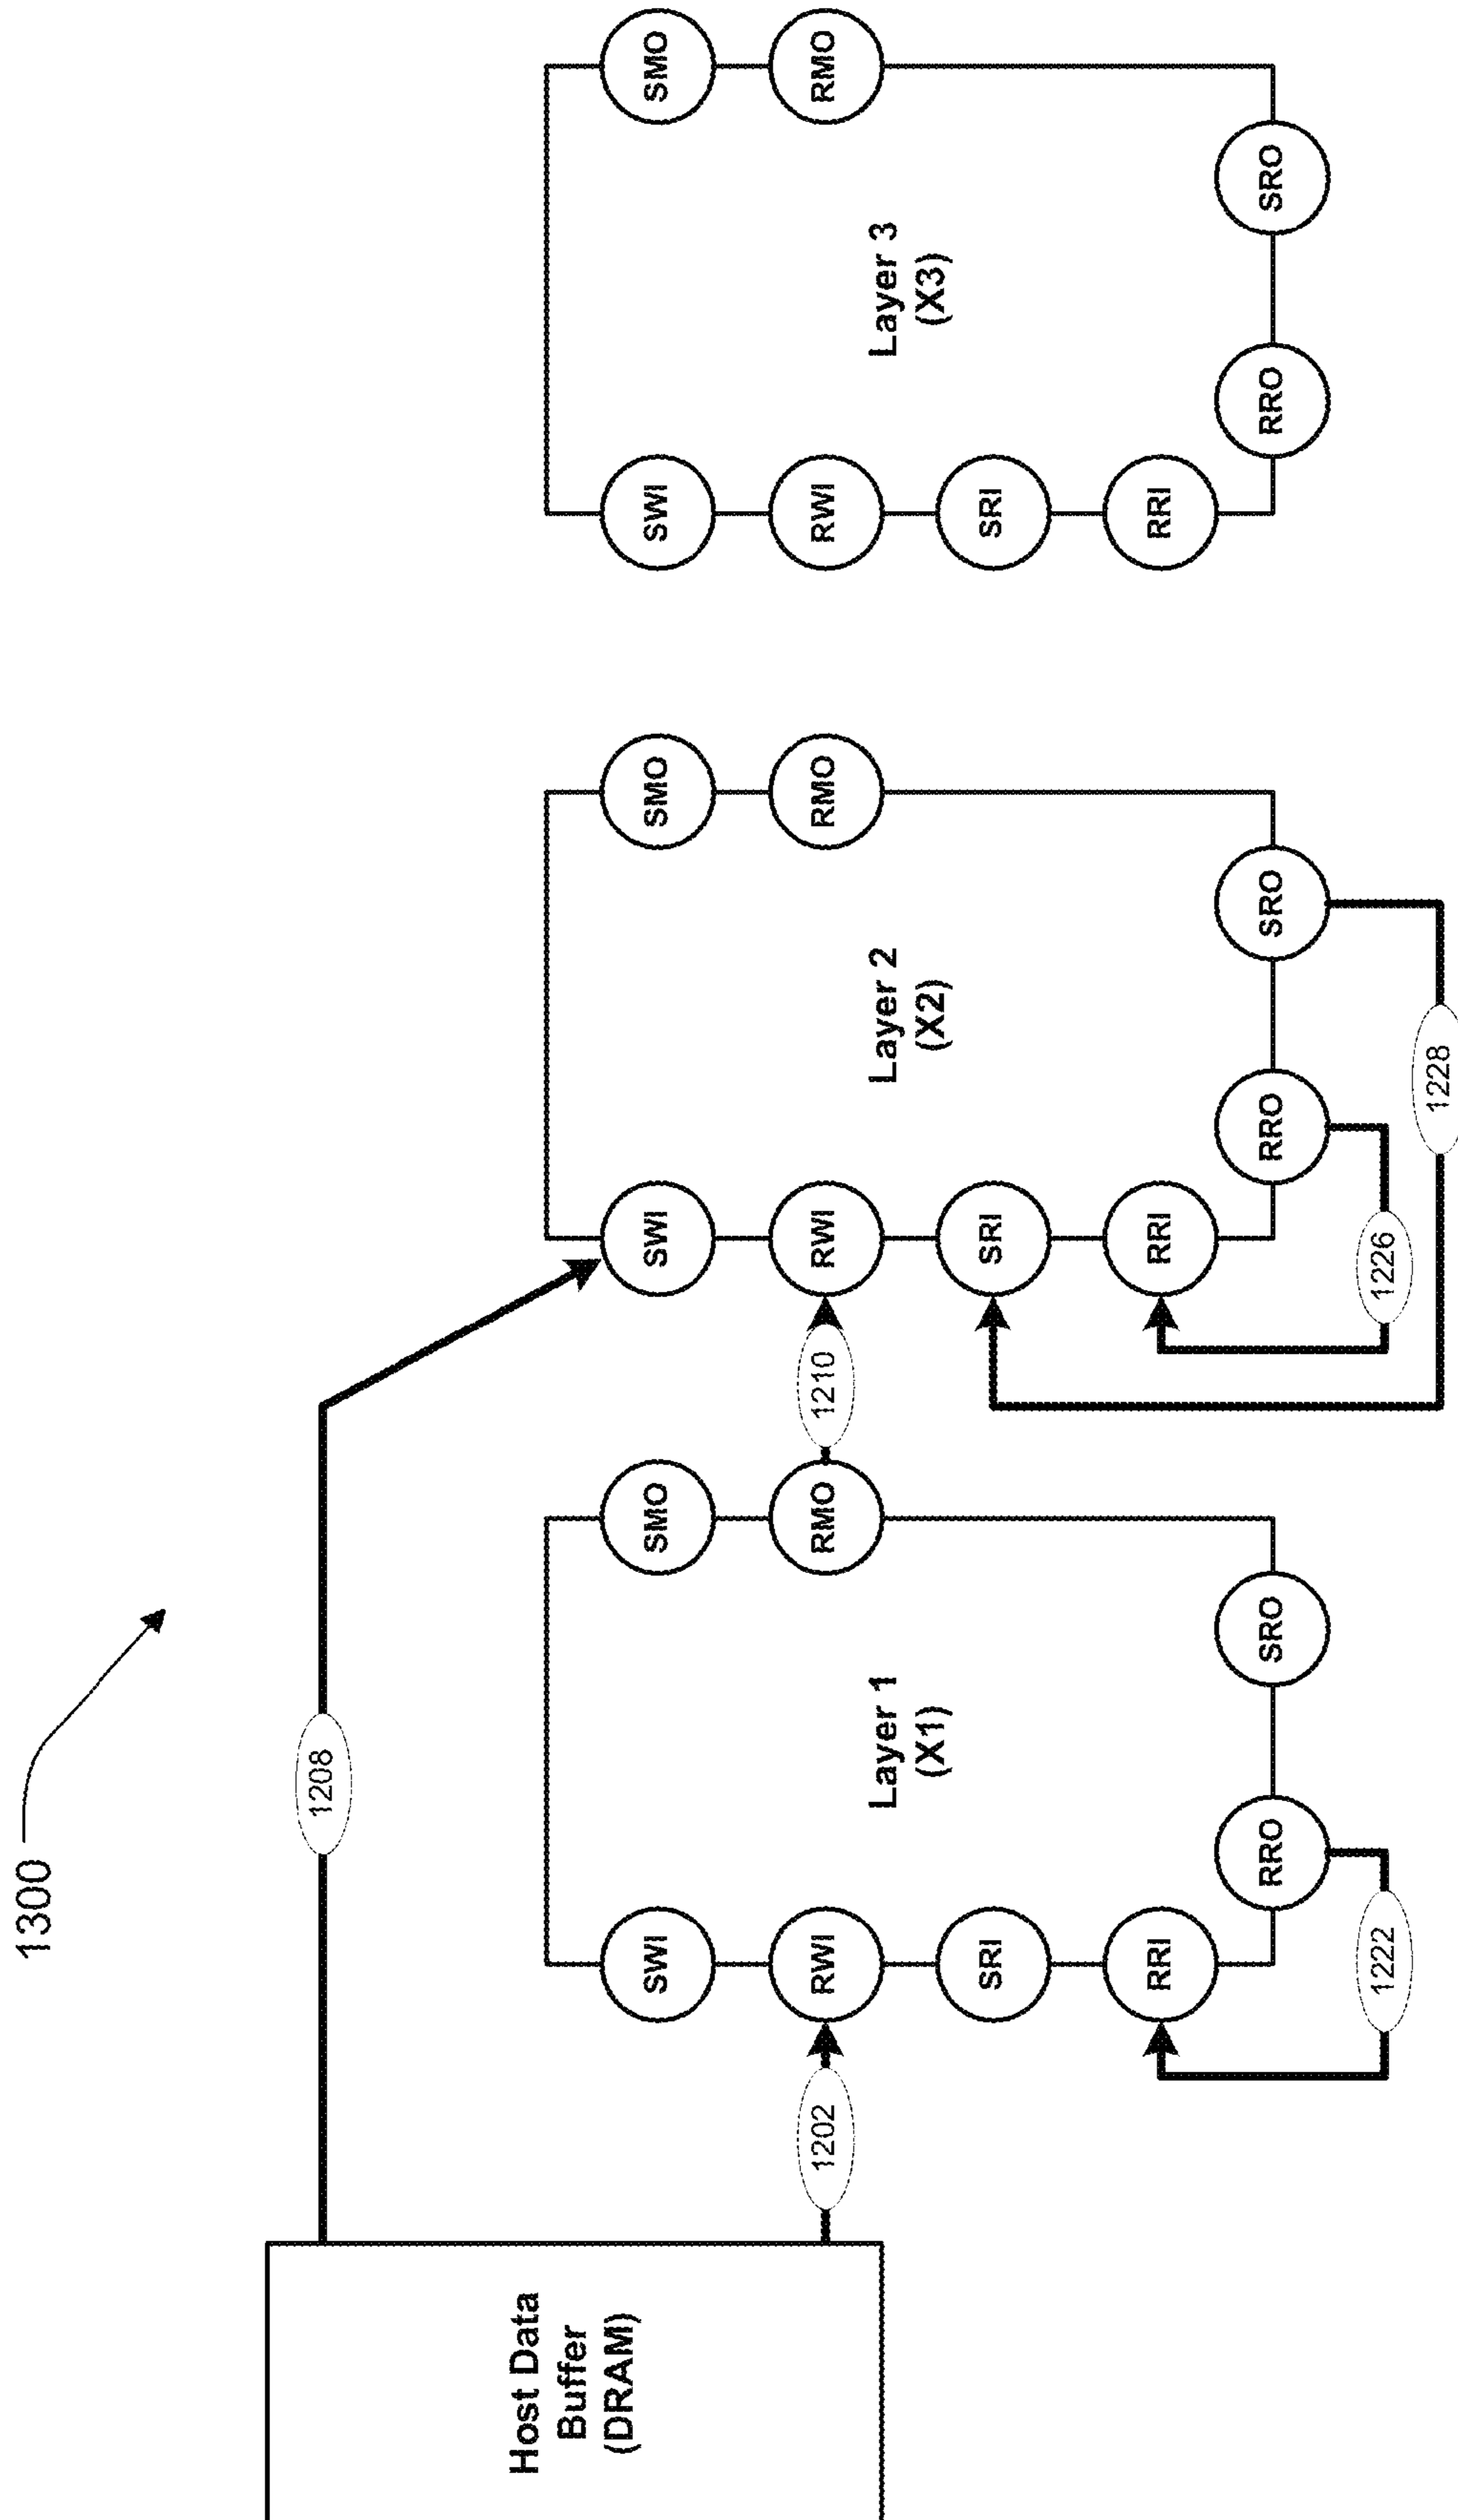 1300
1208
Host Data
Buffer
(DRAM)
1202
SWI
RWI
SRI
RRI
RRO
SRO
SMO
RMO
Layer 1
(X1)
1222
1210
SWI
RWI
SRI
RRI
RRO
SRO
SMO
RMO
Layer 2
(X2)
1226
1228
SWI
RWI
SRI
RRI
RRO
SRO
SMO
RMO
Layer 3
(X3)